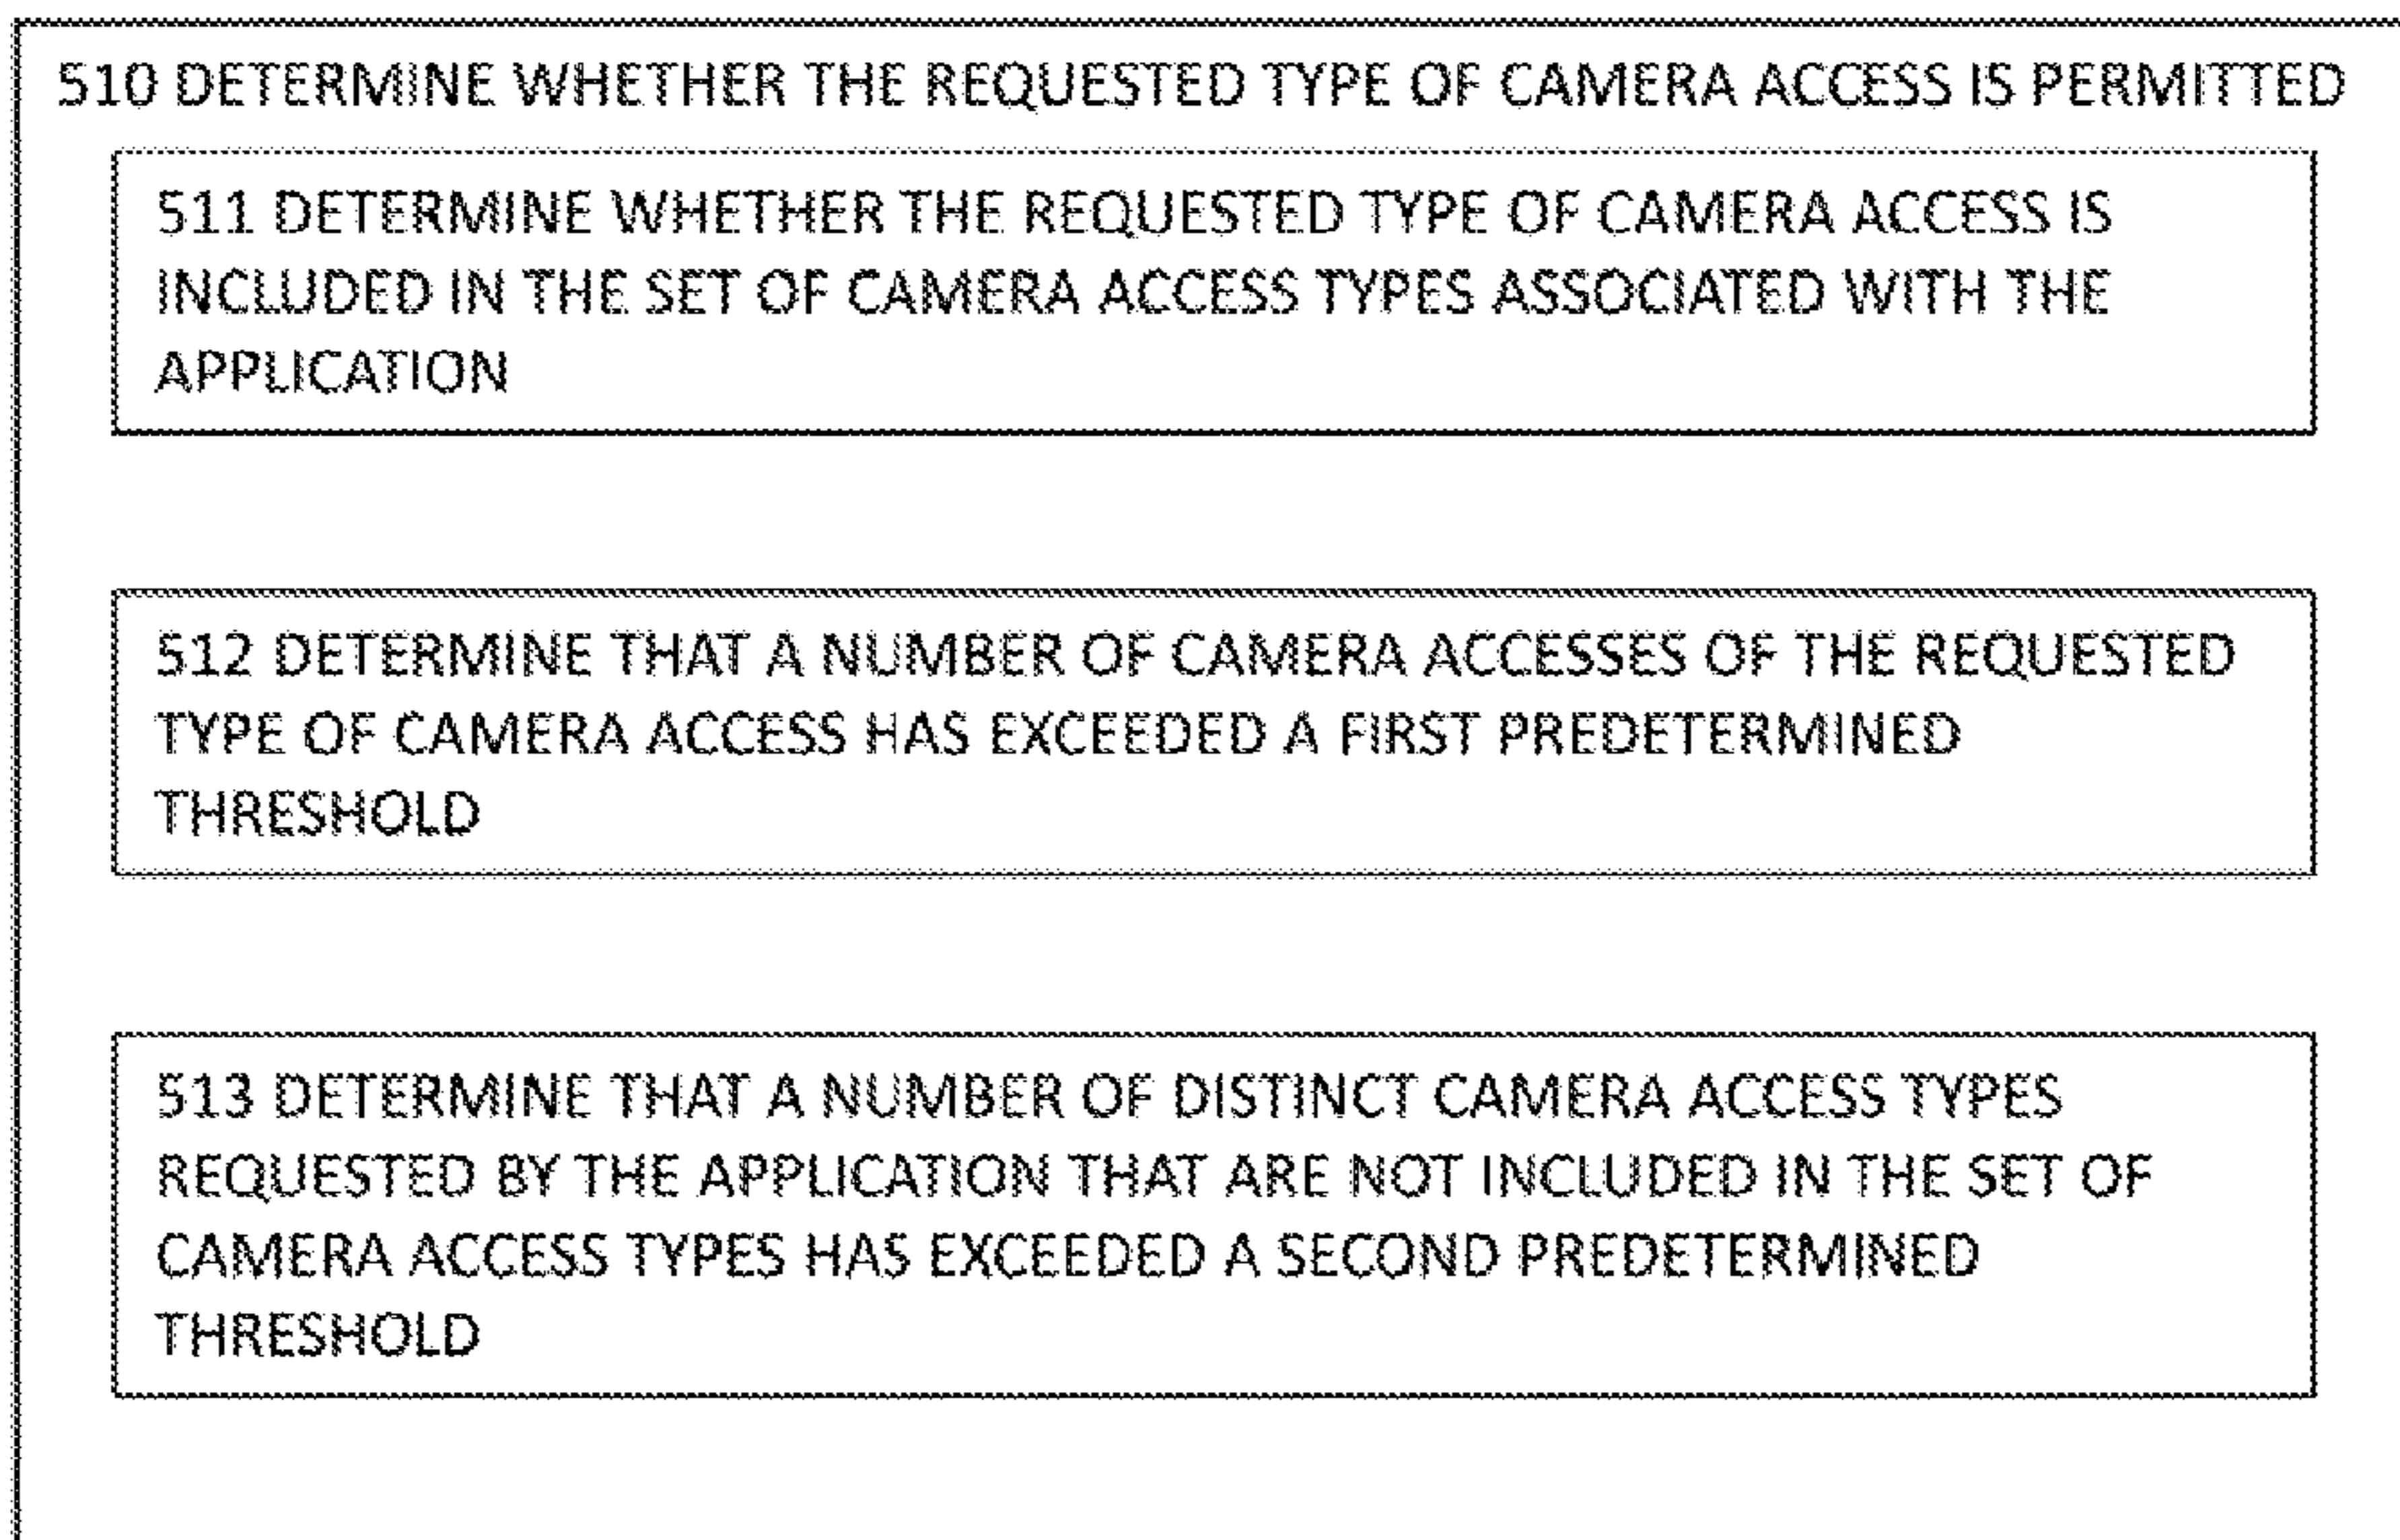 510 DETERMINE WHETHER THE REQUESTED TYPE OF CAMERA ACCESS IS PERMITTED
511 DETERMINE WHETHER THE REQUESTED TYPE OF CAMERA ACCESS IS
INCLUDED IN THE SET OF CAMERA ACCESS TYPES ASSOCIATED WITH THE
APPLICATION
512 DETERMINE THAT A NUMBER OF CAMERA ACCESSES OF THE REQUESTED
TYPE OF CAMERA ACCESS HAS EXCEEDED A FIRST PREDETERMINED
THRESHOLD
513 DETERMINE THAT A NUMBER OF DISTINCT CAMERA ACCESS TYPES
REQUESTED BY THE APPLICATION THAT ARE NOT INCLUDED IN THE SET OF
CAMERA ACCESS TYPES HAS EXCEEDED A SECOND PREDETERMINED
THRESHOLD